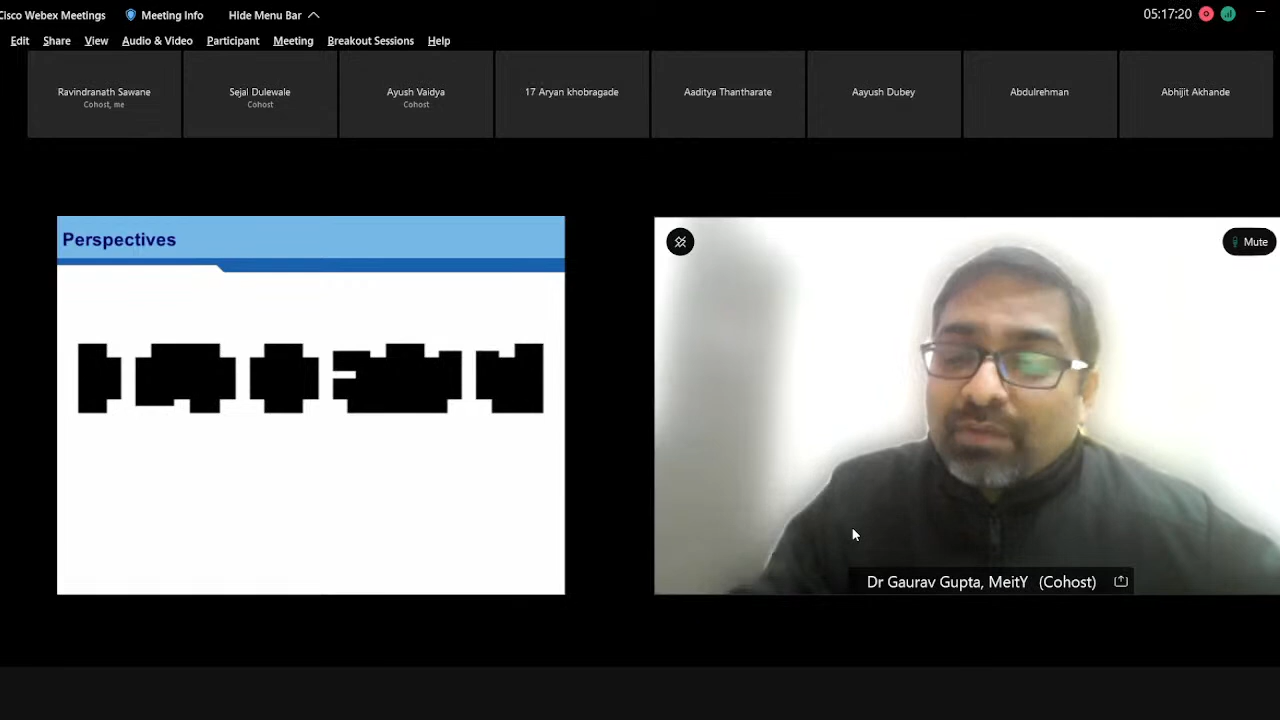 Cisco Webex Meetings Meeting Info Hide Menu Bar 05:17:20
Edit Share View Audio & Video Participant Meeting Breakout Sessions Help
Ravindranath Sawane Sejal Dulewale Ayush Vaidya 17 Aryan khobragade Aaditya Thantharate Aayush Dubey Abdulrehman Abhijit Akhande
Cohost, me Cohost Cohost
Perspectives
Mute
Dr Gaurav Gupta, MeitY (Cohost)